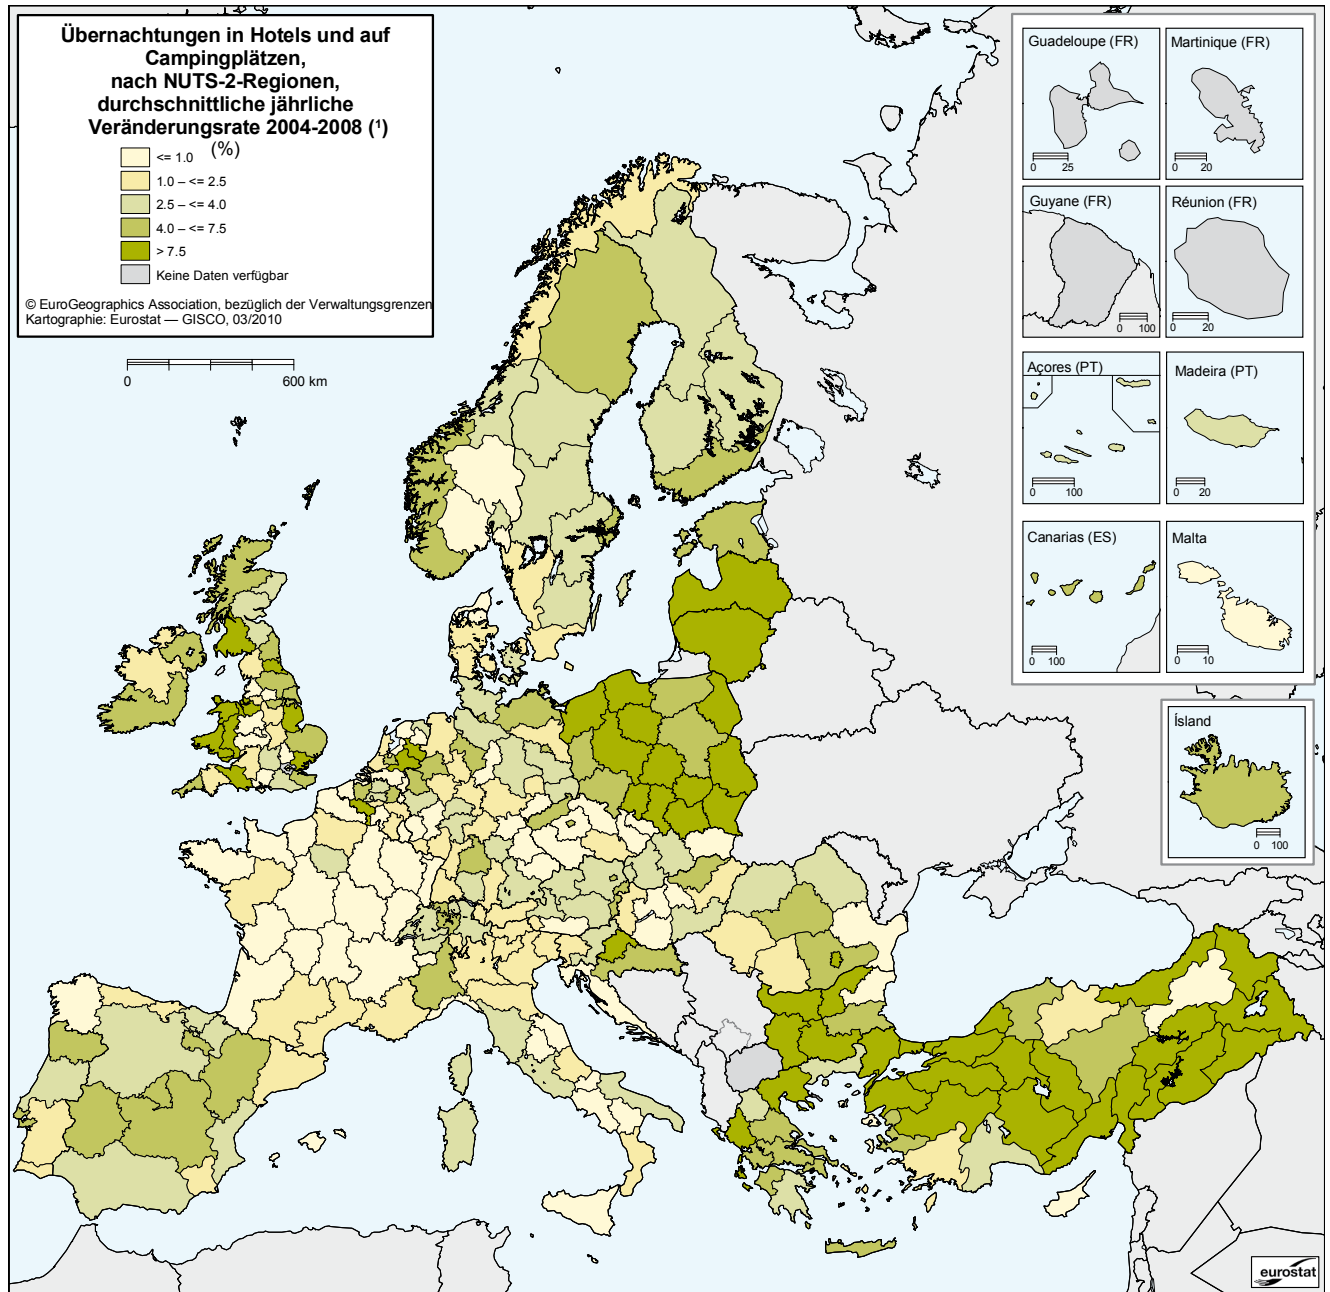 Übernachtungen in Hotels und auf
Campingplätzen,
nach NUTS-2-Regionen,
durchschnittliche jährliche
Veränderungsrate 2004-2008 (¹)
(%)
<= 1.0
1.0 – <= 2.5
2.5 – <= 4.0
4.0 – <= 7.5
> 7.5
Keine Daten verfügbar
© EuroGeographics Association, bezüglich der Verwaltungsgrenzen
Kartographie: Eurostat — GISCO, 03/2010
0 600 km
Guadeloupe (FR)
0 25
Martinique (FR)
0 20
Guyane (FR)
0 100
Réunion (FR)
0 20
Açores (PT)
0 100
Madeira (PT)
0 20
Canarias (ES)
0 100
Malta
0 10
Ísland
0 100
eurostat